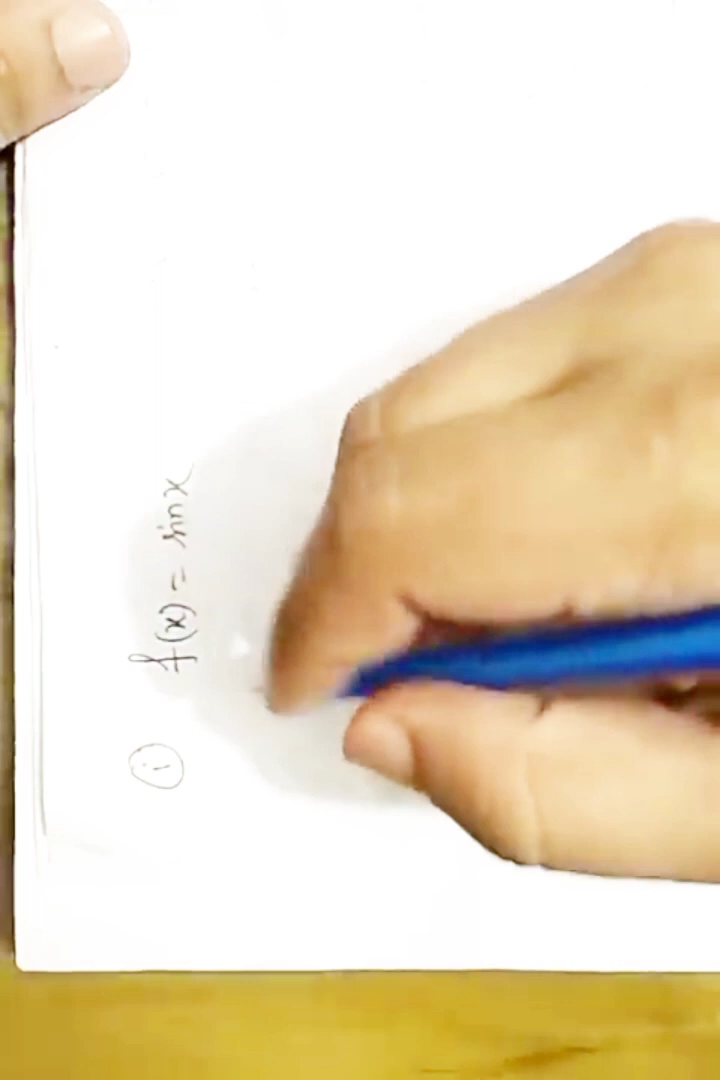 (i) f(x) = sin x